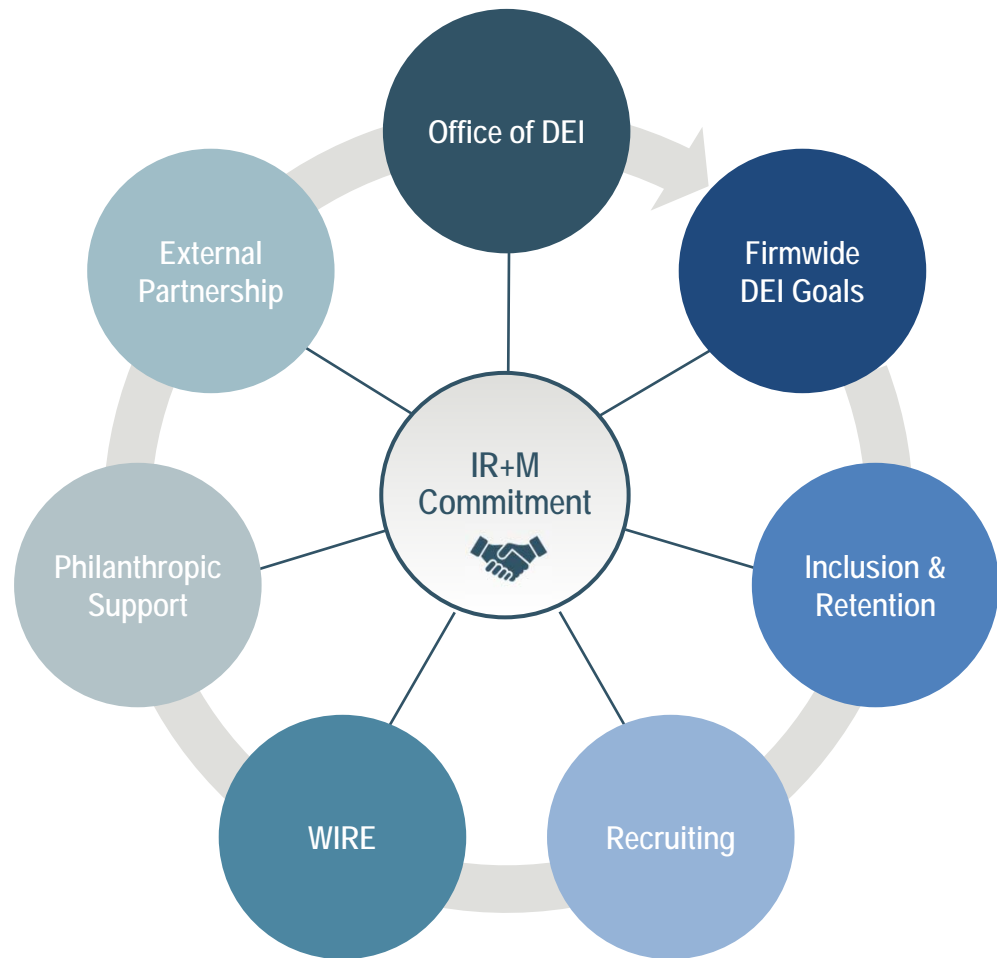 Office of DEI
Firmwide
DEI Goals
Inclusion &
Retention
Recruiting
WIRE
Philanthropic
Support
External
Partnership
IR+M
Commitment